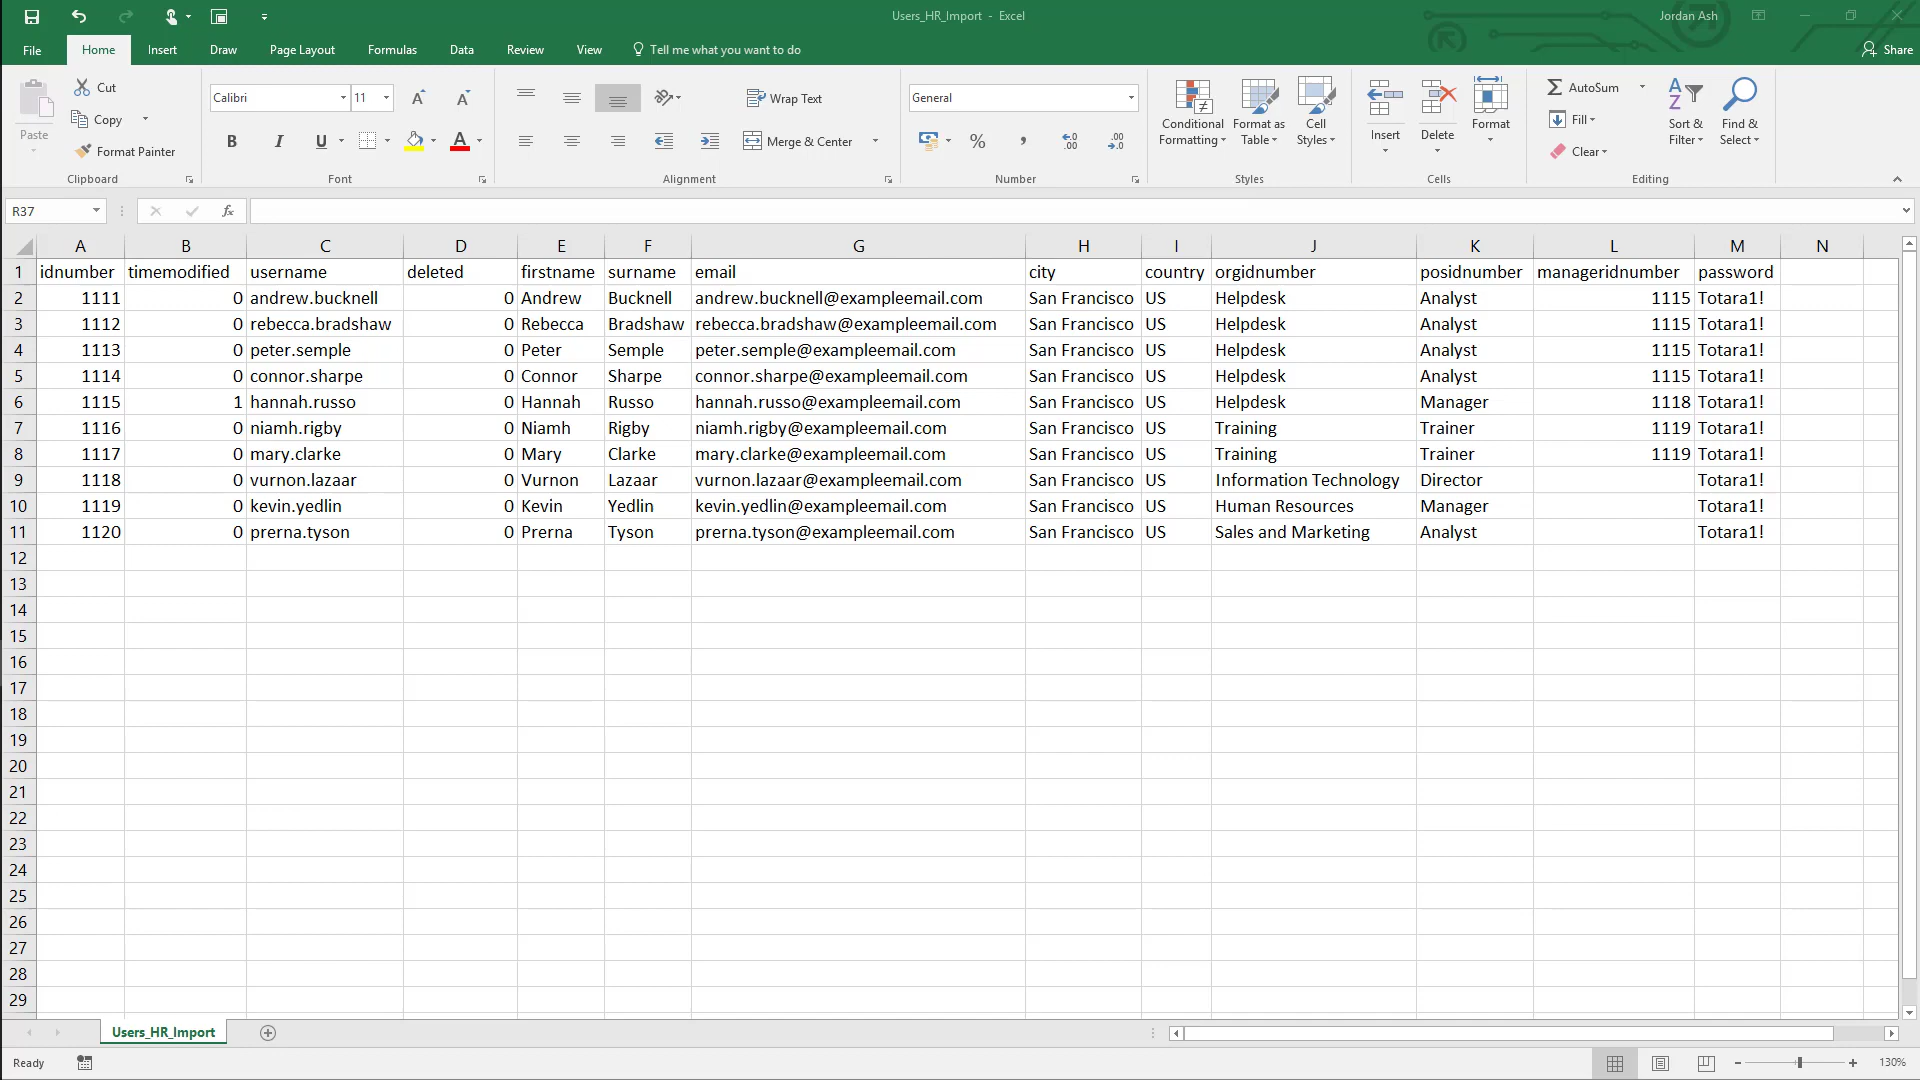 Users_HR_Import - Excel
Jordan Ash
File Home Insert Draw Page Layout Formulas Data Review View Tell me what you want to do Share
Paste
Cut
Copy
Format Painter
Clipboard
Calibri 11
B I U A
Font
Wrap Text
Merge & Center
Alignment
General
% ,
Number
Conditional Formatting
Format as Table
Cell Styles
Styles
Insert
Delete
Format
Cells
AutoSum
Fill
Clear
Sort & Filter
Find & Select
Editing
R37 fx
A B C D E F G H I J K L M N
1 idnumber timemodified username deleted firstname surname email city country orgidnumber posidnumber manageridnumber password
2 1111 0 andrew.bucknell 0 Andrew Bucknell andrew.bucknell@exampleemail.com San Francisco US Helpdesk Analyst 1115 Totara1!
3 1112 0 rebecca.bradshaw 0 Rebecca Bradshaw rebecca.bradshaw@exampleemail.com San Francisco US Helpdesk Analyst 1115 Totara1!
4 1113 0 peter.semple 0 Peter Semple peter.semple@exampleemail.com San Francisco US Helpdesk Analyst 1115 Totara1!
5 1114 0 connor.sharpe 0 Connor Sharpe connor.sharpe@exampleemail.com San Francisco US Helpdesk Analyst 1115 Totara1!
6 1115 1 hannah.russo 0 Hannah Russo hannah.russo@exampleemail.com San Francisco US Helpdesk Manager 1118 Totara1!
7 1116 0 niamh.rigby 0 Niamh Rigby niamh.rigby@exampleemail.com San Francisco US Training Trainer 1119 Totara1!
8 1117 0 mary.clarke 0 Mary Clarke mary.clarke@exampleemail.com San Francisco US Training Trainer 1119 Totara1!
9 1118 0 vurnon.lazaar 0 Vurnon Lazaar vurnon.lazaar@exampleemail.com San Francisco US Information Technology Director Totara1!
10 1119 0 kevin.yedlin 0 Kevin Yedlin kevin.yedlin@exampleemail.com San Francisco US Human Resources Manager Totara1!
11 1120 0 prerna.tyson 0 Prerna Tyson prerna.tyson@exampleemail.com San Francisco US Sales and Marketing Analyst Totara1!
12
13
14
15
16
17
18
19
20
21
22
23
24
25
26
27
28
29
Users_HR_Import
Ready
130%